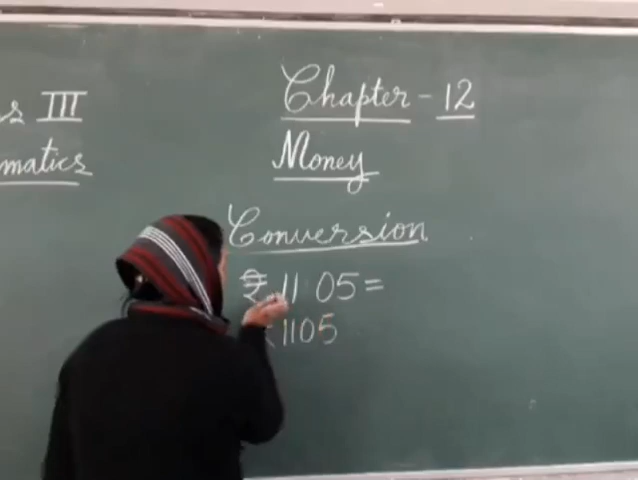 s III
matics
Chapter - 12
Money
Conversion
₹ 11 05 =
1105